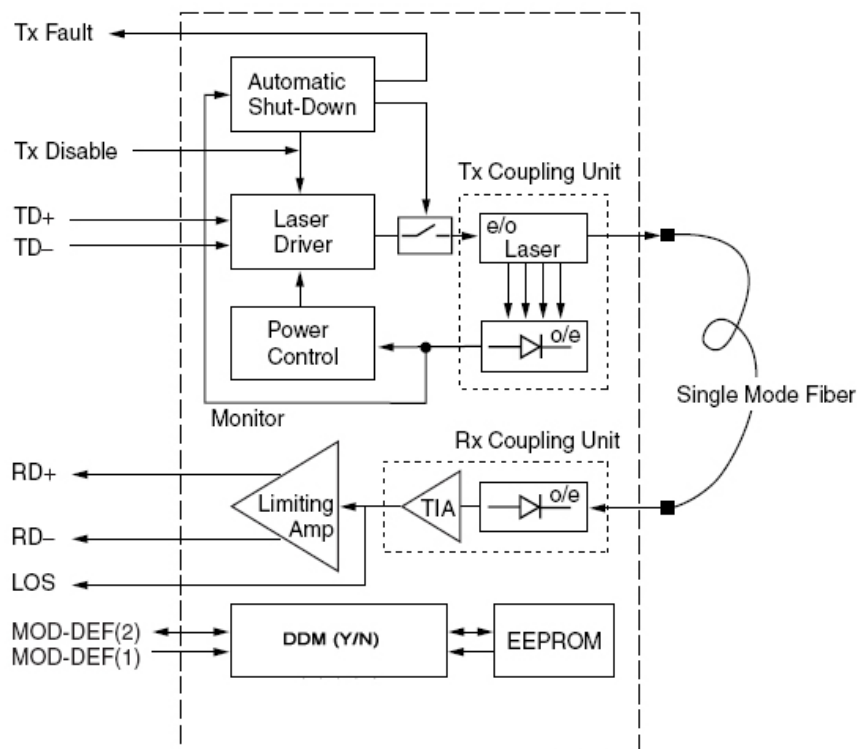 Tx Fault
Automatic
Shut-Down
Tx Disable
Tx Coupling Unit
TD+
TD–
Laser
Driver
e/o
Laser
Power
Control
o/e
Single Mode Fiber
Monitor
Rx Coupling Unit
RD+
RD–
Limiting
Amp
TIA
o/e
LOS
MOD-DEF(2)
MOD-DEF(1)
DDM (Y/N)
EEPROM